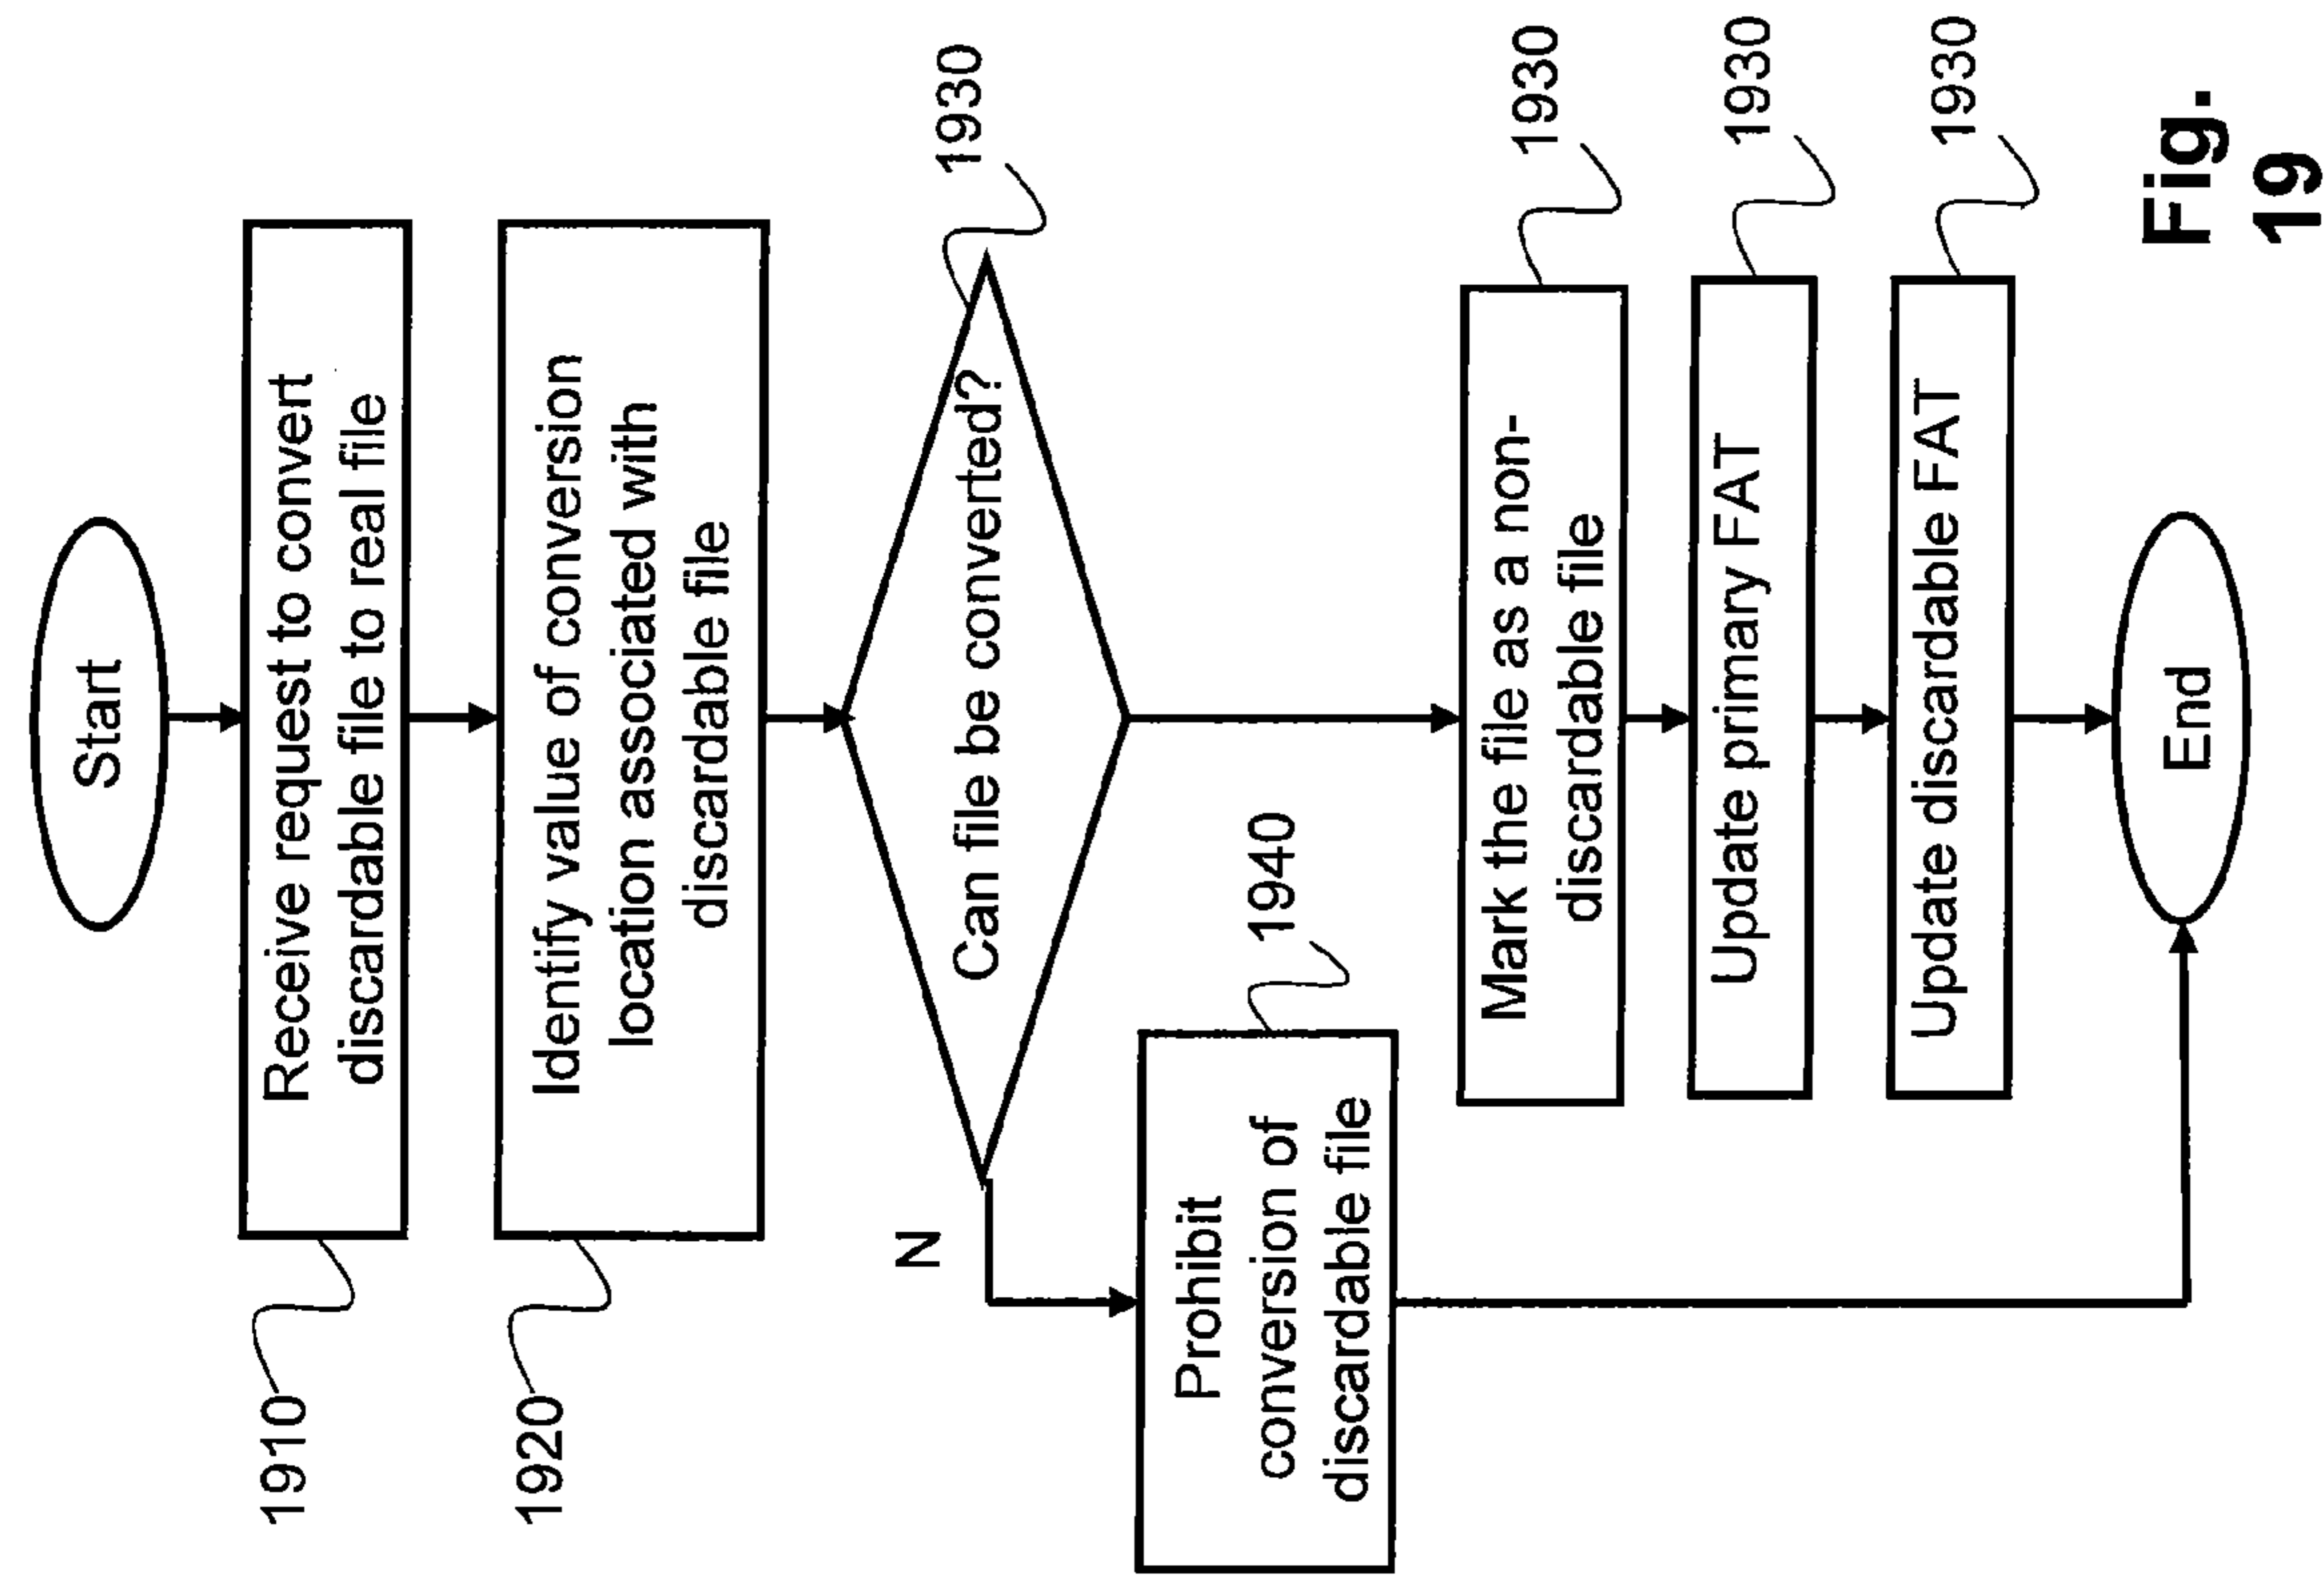 Start
1910
Receive request to convert
discardable file to real file
1920
Identify value of conversion
location associated with
discardable file
1930
Can file be converted?
N
1940
Prohibit
conversion of
discardable file
1930
Mark the file as a non-
discardable file
1930
Update primary FAT
1930
Update discardable FAT
End
Fig.
19